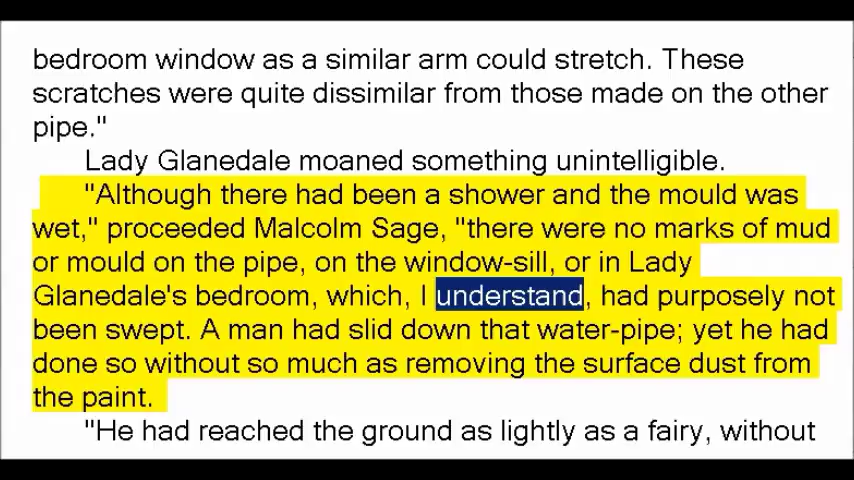 bedroom window as a similar arm could stretch. These
scratches were quite dissimilar from those made on the other
pipe."
Lady Glanedale moaned something unintelligible.
"Although there had been a shower and the mould was
wet," proceeded Malcolm Sage, "there were no marks of mud
or mould on the pipe, on the window-sill, or in Lady
Glanedale's bedroom, which, I understand, had purposely not
been swept. A man had slid down that water-pipe; yet he had
done so without so much as removing the surface dust from
the paint.
"He had reached the ground as lightly as a fairy, without